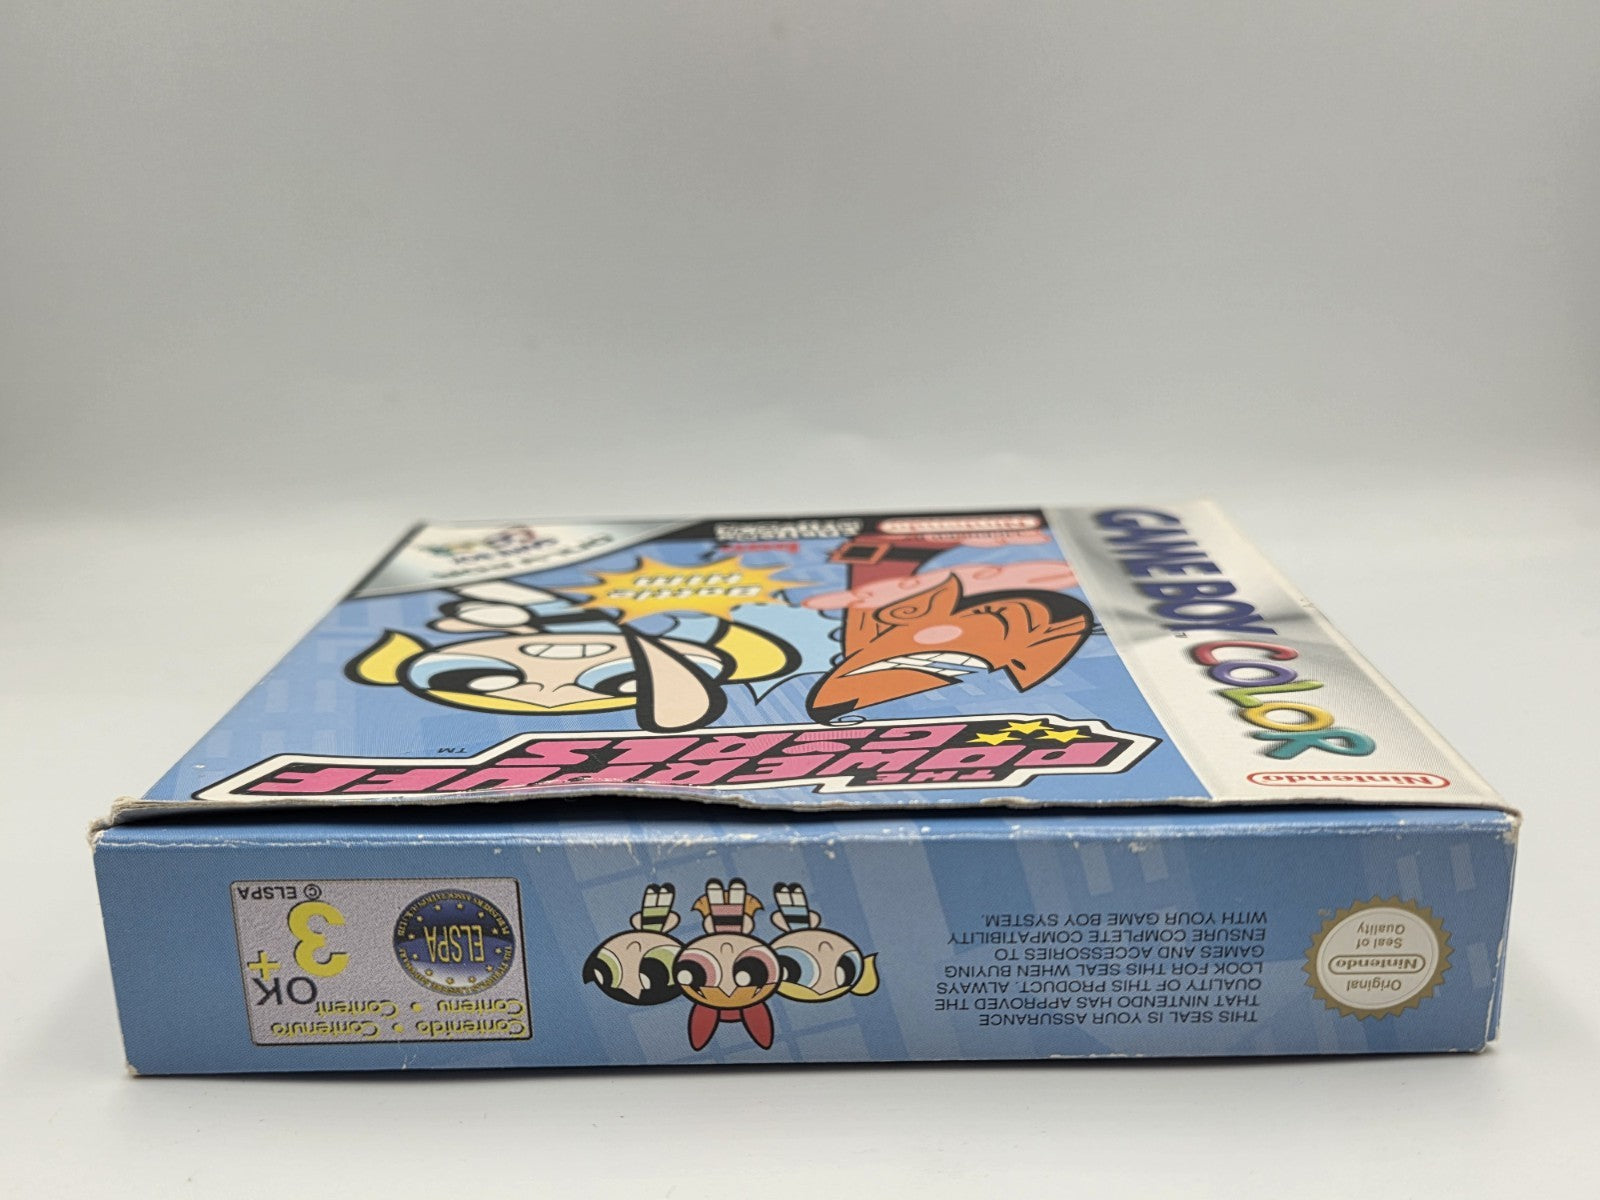 GAME BOY COLOR
TM
Nintendo
THE
POWERPUFF
GIRLS
TM
Battle
HIM
Nintendo
Original
Nintendo
Seal of
Quality
THIS SEAL IS YOUR ASSURANCE
THAT NINTENDO HAS APPROVED THE
QUALITY OF THIS PRODUCT. ALWAYS
LOOK FOR THIS SEAL WHEN BUYING
GAMES AND ACCESSORIES TO
ENSURE COMPLETE COMPATIBILITY
WITH YOUR GAME BOY SYSTEM.
Contenu • Content
Contenido • Contenuto
ELSPA
OK
3+
© ELSPA